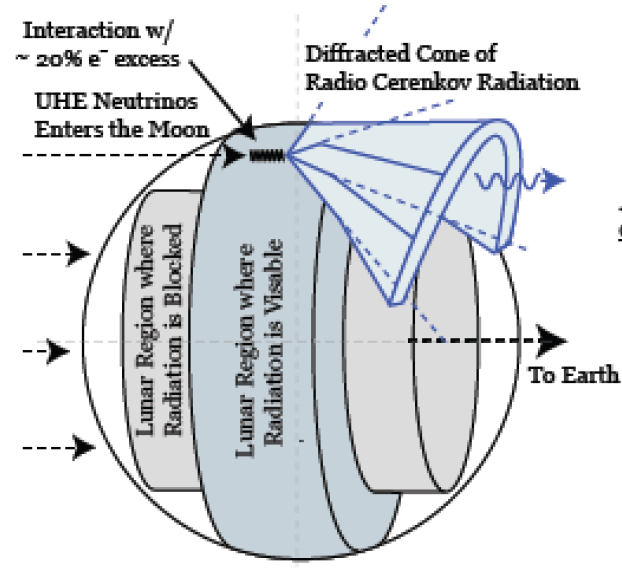 Interaction w/
~ 20% e⁻ excess
UHE Neutrinos
Enters the Moon
Diffracted Cone of
Radio Cerenkov Radiation
Lunar Region where
Radiation is Blocked
Lunar Region where
Radiation is Visable
To Earth